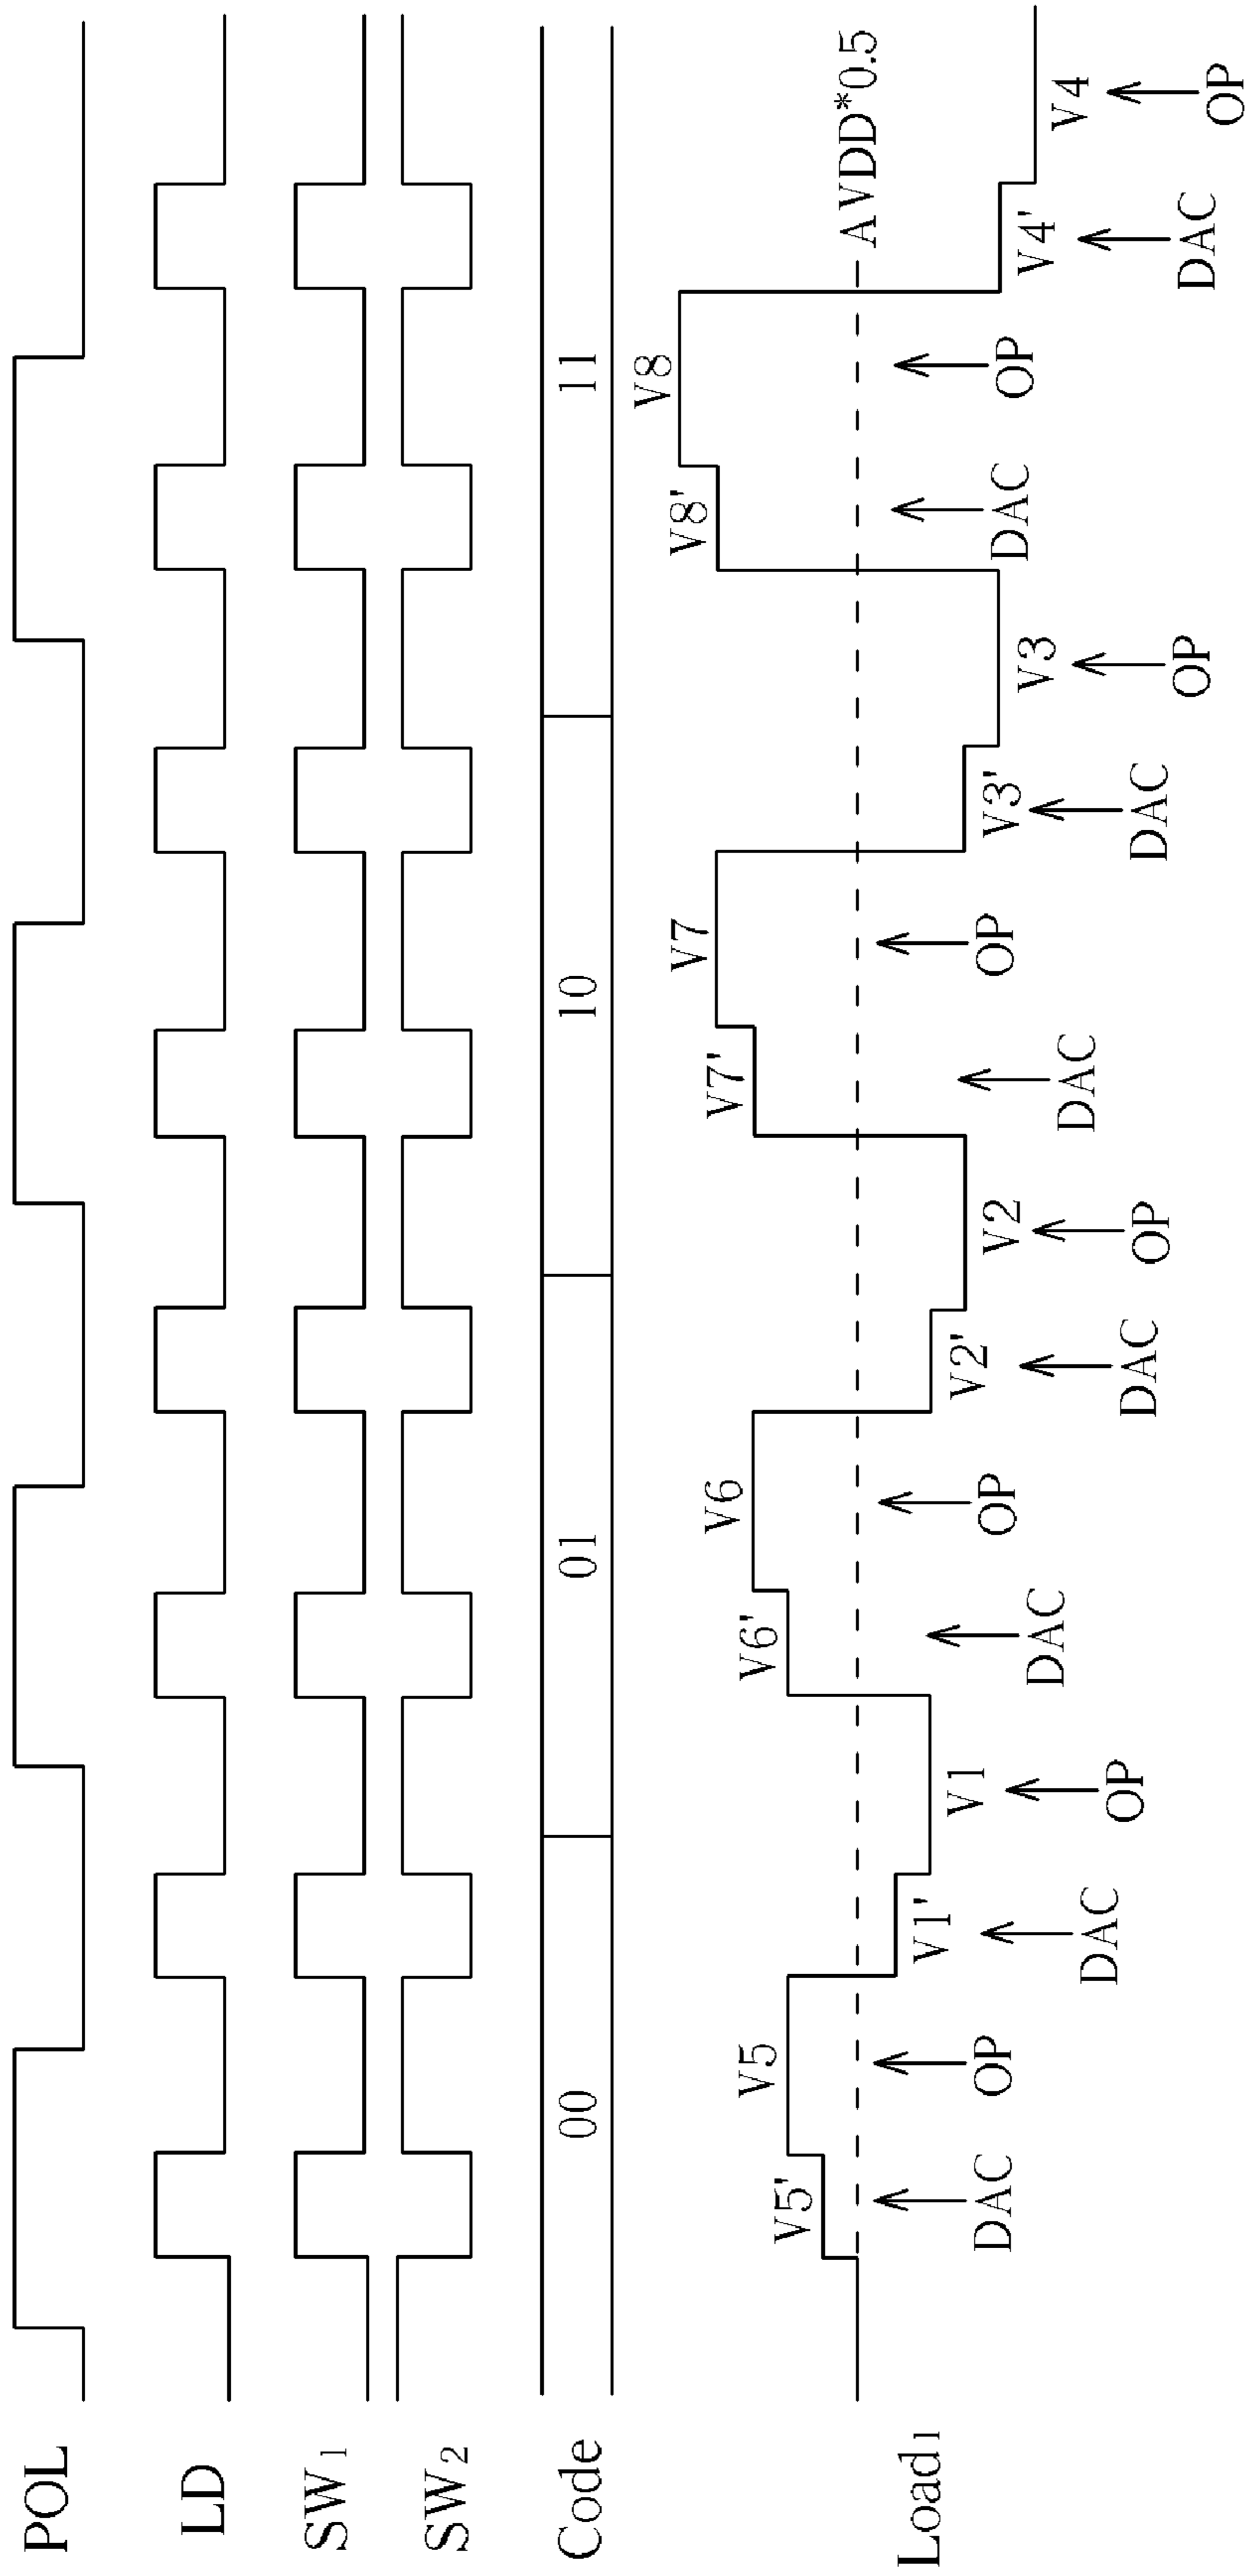 POL
LD
SW1
SW2
Code
00
01
10
11
Load1
AVDD*0.5
V5'
V5
V1'
V1
V6'
V6
V2'
V2
V7'
V7
V3'
V3
V8'
V8
V4'
V4
DAC
OP
DAC
OP
DAC
OP
DAC
OP
DAC
OP
DAC
OP
DAC
OP
DAC
OP